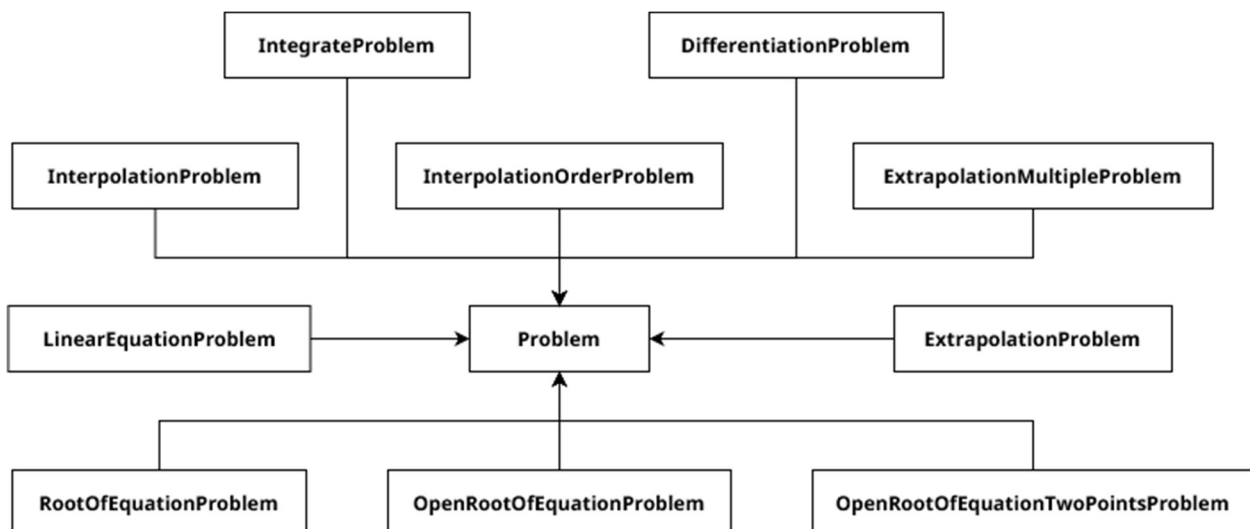 IntegrateProblem
DifferentiationProblem
InterpolationProblem
InterpolationOrderProblem
ExtrapolationMultipleProblem
LinearEquationProblem
Problem
ExtrapolationProblem
RootOfEquationProblem
OpenRootOfEquationProblem
OpenRootOfEquationTwoPointsProblem